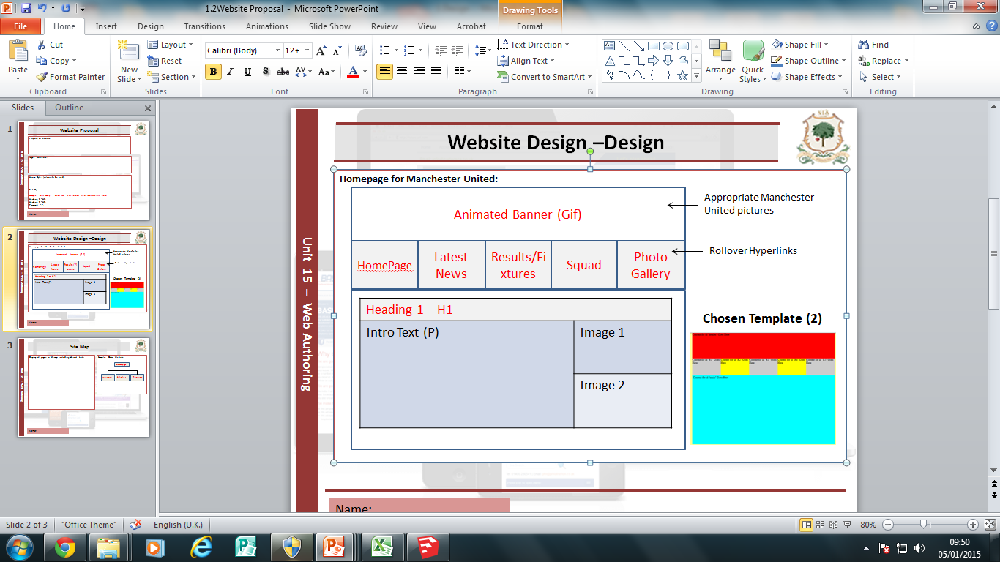 1.2Website Proposal - Microsoft PowerPoint
Drawing Tools
File Home Insert Design Transitions Animations Slide Show Review View Acrobat Format
Paste
Cut
Copy
Format Painter
Clipboard
New Slide
Layout
Reset
Section
Slides
Calibri (Body) 12+
B I U S abc AV Aa A
Font
Text Direction
Align Text
Convert to SmartArt
Paragraph
Arrange
Quick Styles
Shape Fill
Shape Outline
Shape Effects
Drawing
Find
Replace
Select
Editing
Slides Outline
1
Website Proposal
2
Website Design –Design
3
Site Map
Unit 15 – Web Authoring
Website Design –Design
Homepage for Manchester United:
Animated Banner (Gif)
Appropriate Manchester
United pictures
HomePage
Latest
News
Results/Fi
xtures
Squad
Photo
Gallery
Rollover Hyperlinks
Heading 1 – H1
Intro Text (P)
Image 1
Image 2
Chosen Template (2)
Name:
Slide 2 of 3 "Office Theme" English (U.K.) 80%
09:50
05/01/2015